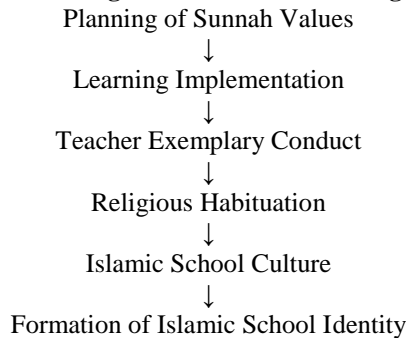 Planning of Sunnah Values
↓
Learning Implementation
↓
Teacher Exemplary Conduct
↓
Religious Habituation
↓
Islamic School Culture
↓
Formation of Islamic School Identity